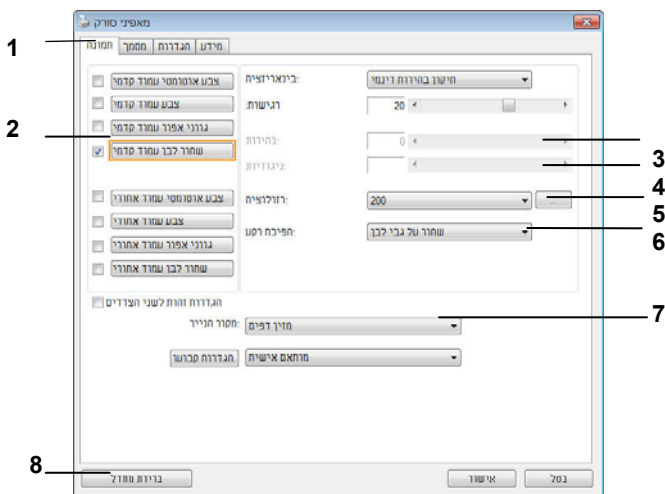 מאפיני סורק
1
תמונה מסמך הגדרות מידע
2
צבע אוטומטי עמוד קדמי
צבע עמוד קדמי
גווני אפור עמוד קדמי
שחור לבן עמוד קדמי
צבע אוטומטי עמוד אחורי
צבע עמוד אחורי
גווני אפור עמוד אחורי
שחור לבן עמוד אחורי
בינאריזציה: תיקון בהירות דינמי
רגישות: 20
בהירות: 0
ניגודיות:
3
רזולוציה: 200 ...
4
5
הפיכת רקע: שחור על גבי לבן
6
הגדרות זהות לשני הצדדים
מקור הנייר: מזין דפים
7
הגדרות קבועו. מותאם אישית
8
ברירת מחדל אישור בטל